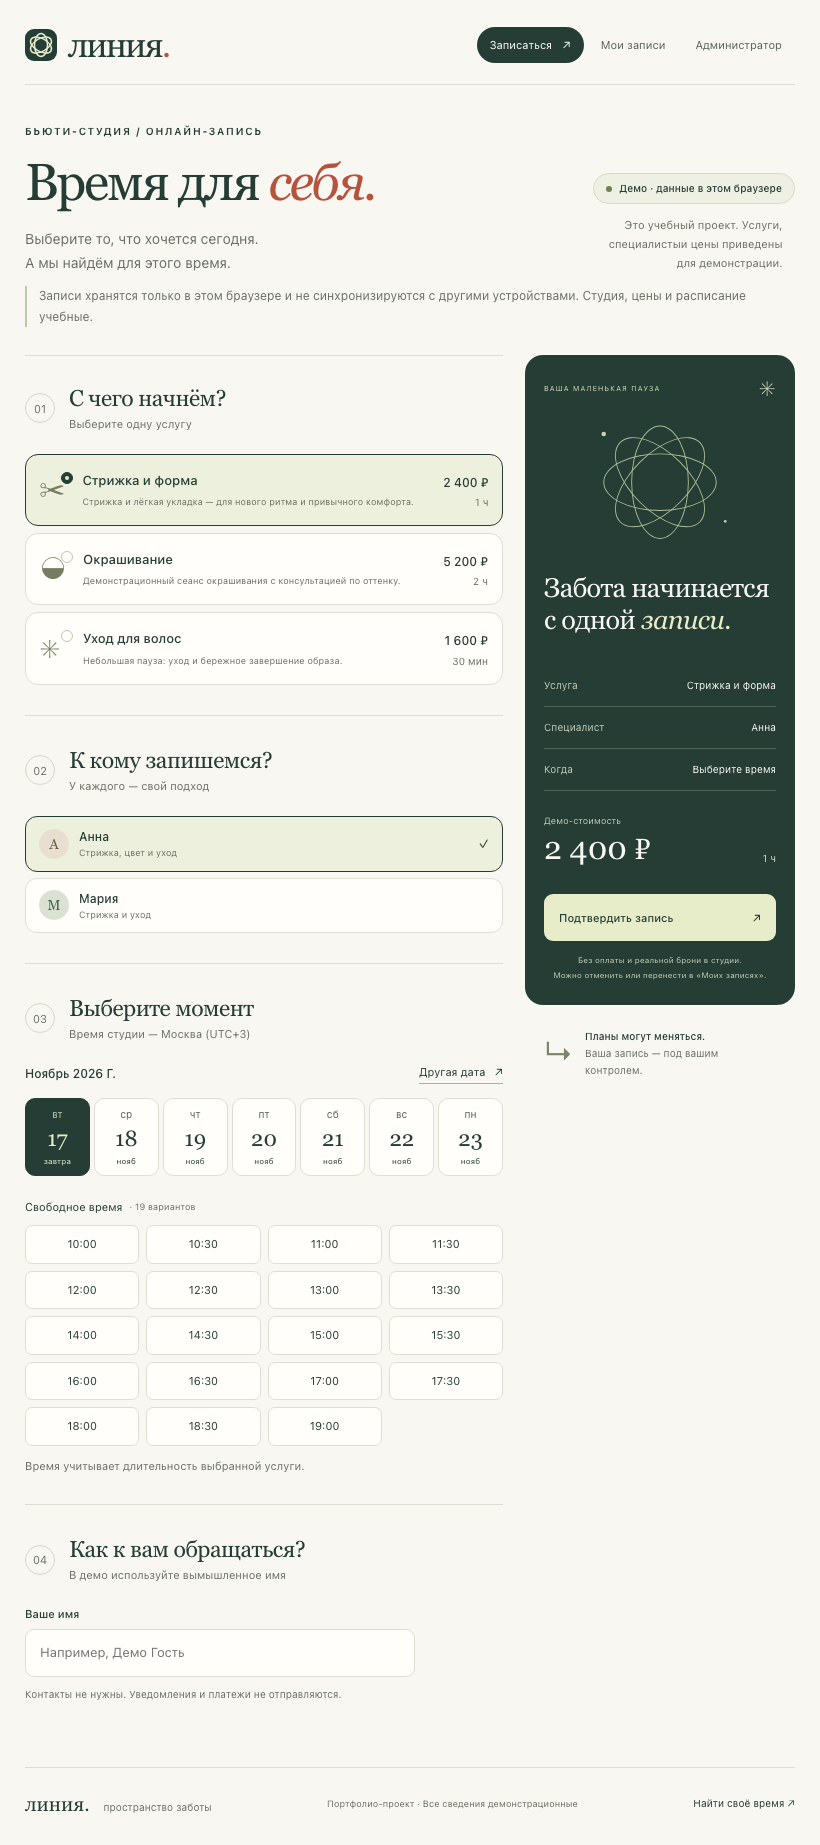 ЛИНИЯ.
Записаться ↗
Мои записи
Администратор
БЬЮТИ-СТУДИЯ / ОНЛАЙН-ЗАПИСЬ
Время для себя.
Выберите то, что хочется сегодня.
А мы найдём для этого время.
Демо · данные в этом браузере
Это учебный проект. Услуги,
специалистыи цены приведены
для демонстрации.
Записи хранятся только в этом браузере и не синхронизируются с другими устройствами. Студия, цены и расписание
учебные.
01
С чего начнём?
Выберите одну услугу
Стрижка и форма
2 400 ₽
Стрижка и лёгкая укладка — для нового ритма и привычного комфорта.
1 ч
Окрашивание
5 200 ₽
Демонстрационный сеанс окрашивания с консультацией по оттенку.
2 ч
Уход для волос
1 600 ₽
Небольшая пауза: уход и бережное завершение образа.
30 мин
02
К кому запишемся?
У каждого — свой подход
А
Анна
Стрижка, цвет и уход
✓
М
Мария
Стрижка и уход
03
Выберите момент
Время студии — Москва (UTC+3)
Ноябрь 2026 Г.
Другая дата ↗
вт
17
завтра
ср
18
нояб
чт
19
нояб
пт
20
нояб
сб
21
нояб
вс
22
нояб
пн
23
нояб
Свободное время · 19 вариантов
10:00
10:30
11:00
11:30
12:00
12:30
13:00
13:30
14:00
14:30
15:00
15:30
16:00
16:30
17:00
17:30
18:00
18:30
19:00
Время учитывает длительность выбранной услуги.
04
Как к вам обращаться?
В демо используйте вымышленное имя
Ваше имя
Например, Демо Гость
Контакты не нужны. Уведомления и платежи не отправляются.
ВАША МАЛЕНЬКАЯ ПАУЗА
Забота начинается
с одной записи.
Услуга
Стрижка и форма
Специалист
Анна
Когда
Выберите время
Демо-стоимость
2 400 ₽
1 ч
Подтвердить запись ↗
Без оплаты и реальной брони в студии.
Можно отменить или перенести в «Моих записях».
Планы могут меняться.
Ваша запись — под вашим
контролем.
ЛИНИЯ.
пространство заботы
Портфолио-проект · Все сведения демонстрационные
Найти своё время ↗